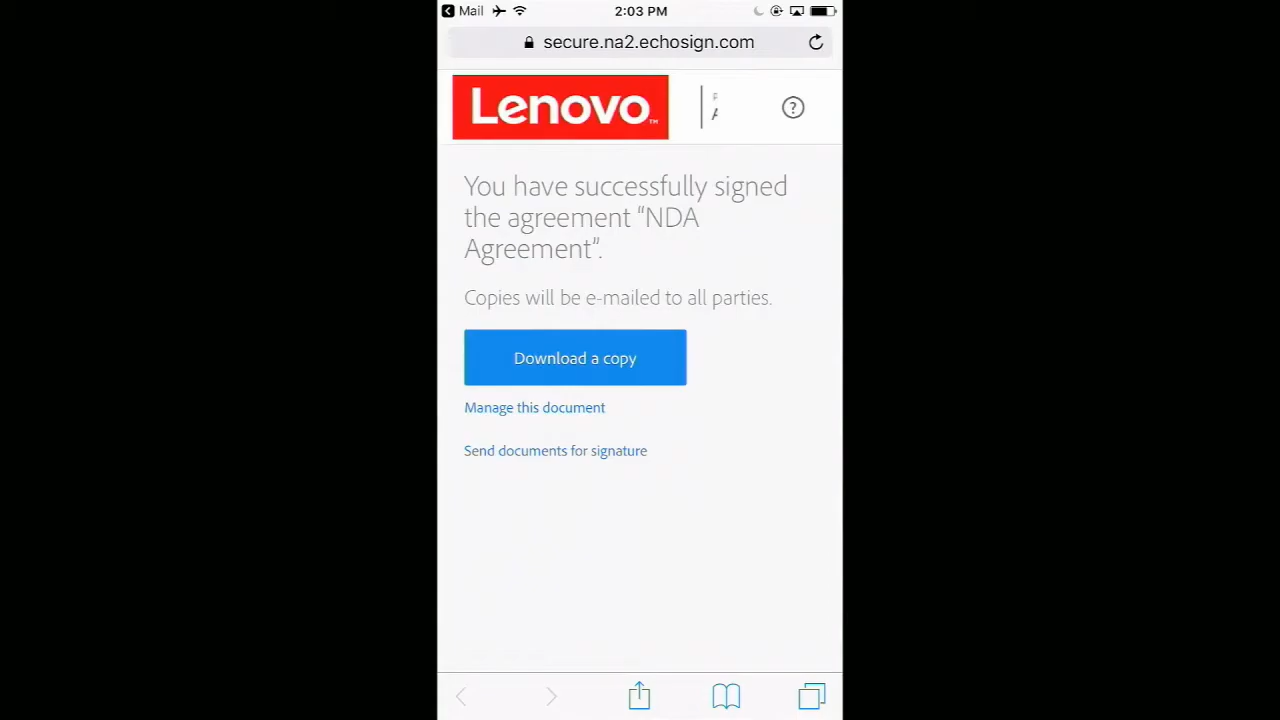 Mail 2:03 PM
secure.na2.echosign.com
Lenovo™
?
You have successfully signed
the agreement “NDA
Agreement”.
Copies will be e-mailed to all parties.
Download a copy
Manage this document
Send documents for signature